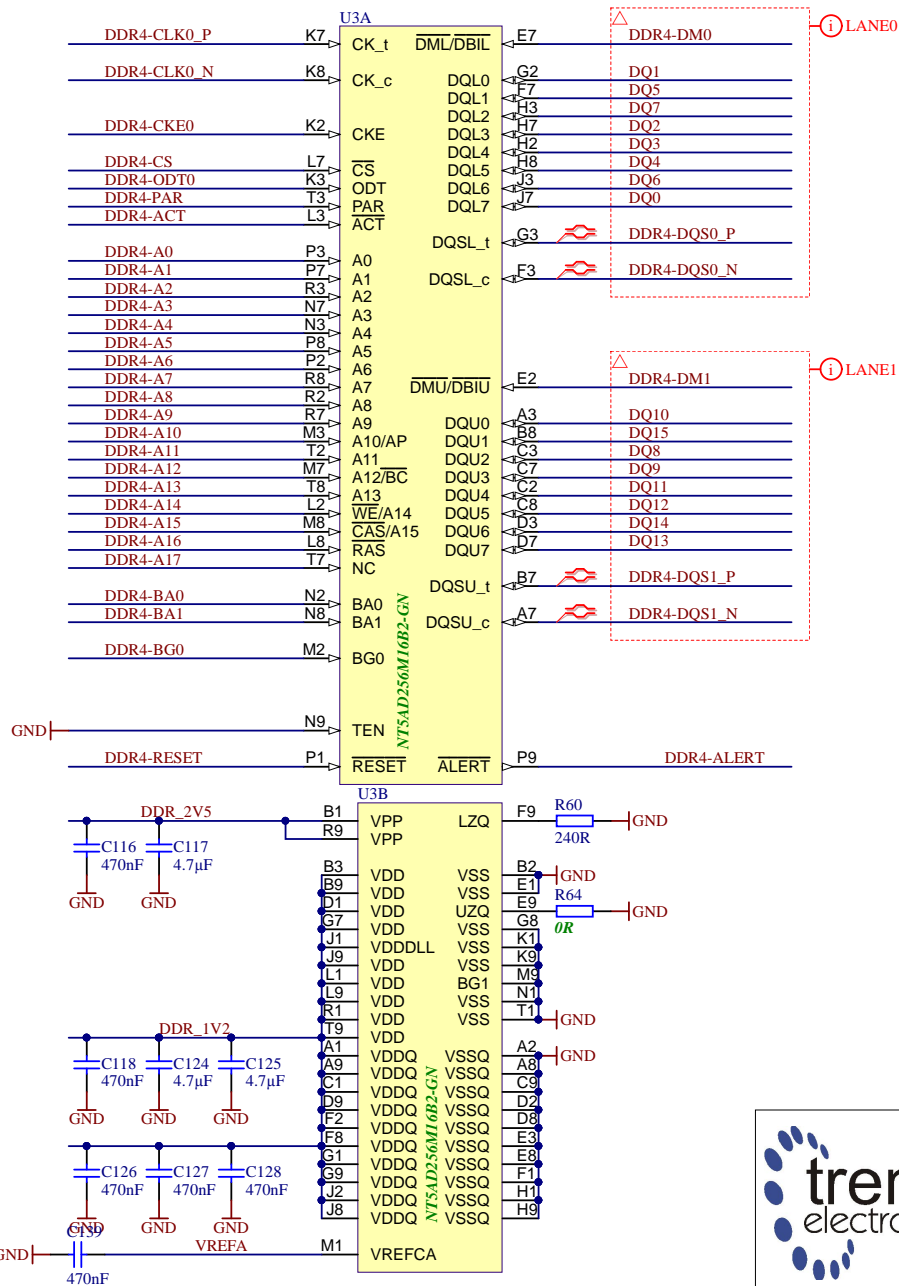 U3A
DDR4-CLK0_P K7 CK_t DML/DBIL E7 DDR4-DM0 LANE0
DDR4-CLK0_N K8 CK_c DQL0 G2 DQ1
DQL1 F7 DQ5
DQL2 H3 DQ7
DDR4-CKE0 K2 CKE DQL3 H7 DQ2
DQL4 H2 DQ3
DDR4-CS L7 CS DQL5 H8 DQ4
DDR4-ODT0 K3 ODT DQL6 J3 DQ6
DDR4-PAR T3 PAR DQL7 J7 DQ0
DDR4-ACT L3 ACT
DQSL_t G3 DDR4-DQS0_P
DDR4-A0 P3 A0
DDR4-A1 P7 A1 DQSL_c F3 DDR4-DQS0_N
DDR4-A2 R3 A2
DDR4-A3 N7 A3
DDR4-A4 N3 A4
DDR4-A5 P8 A5
DDR4-A6 P2 A6 LANE1
DDR4-A7 R8 A7 DMU/DBIU E2 DDR4-DM1
DDR4-A8 R2 A8
DDR4-A9 R7 A9 DQU0 A3 DQ10
DDR4-A10 M3 A10/AP DQU1 B8 DQ15
DDR4-A11 T2 A11 DQU2 C3 DQ8
DDR4-A12 M7 A12/BC DQU3 C7 DQ9
DDR4-A13 T8 A13 DQU4 C2 DQ11
DDR4-A14 L2 WE/A14 DQU5 C8 DQ12
DDR4-A15 M8 CAS/A15 DQU6 D3 DQ14
DDR4-A16 L8 RAS DQU7 D7 DQ13
DDR4-A17 T7 NC
DQSU_t B7 DDR4-DQS1_P
DDR4-BA0 N2 BA0
DDR4-BA1 N8 BA1 DQSU_c A7 DDR4-DQS1_N
DDR4-BG0 M2 BG0
NT5AD256M16B2-GN
GND N9 TEN
DDR4-RESET P1 RESET ALERT P9 DDR4-ALERT
U3B
DDR_2V5 B1 VPP LZQ F9 R60 240R GND
R9 VPP
C116 470nF GND
C117 4.7µF GND
B3 VDD VSS B2 GND
B9 VDD VSS E1
D1 VDD UZQ E9 R64 0R GND
G7 VDD VSS G8
J1 VDDDLL VSS K1
J9 VDD VSS K9
L1 VDD BG1 M9
L9 VDD VSS N1
R1 VDD VSS T1 GND
DDR_1V2 T9 VDD
A1 VDDQ VSSQ A2 GND
A9 VDDQ VSSQ A8
C1 VDDQ VSSQ C9
D9 VDDQ VSSQ D2
F2 VDDQ VSSQ D8
F8 VDDQ VSSQ E3
G1 VDDQ VSSQ E8
G9 VDDQ VSSQ F1
J2 VDDQ VSSQ H1
J8 VDDQ VSSQ H9
C118 470nF GND
C124 4.7µF GND
C125 4.7µF GND
C126 470nF GND
C127 470nF GND
C128 470nF GND
NT5AD256M16B2-GN
GND C139 470nF VREFA M1 VREFCA
tren
electro